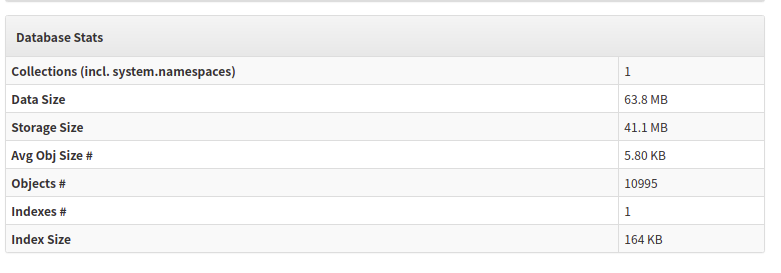 Database Stats
Collections (incl. system.namespaces) 1
Data Size 63.8 MB
Storage Size 41.1 MB
Avg Obj Size # 5.80 KB
Objects # 10995
Indexes # 1
Index Size 164 KB